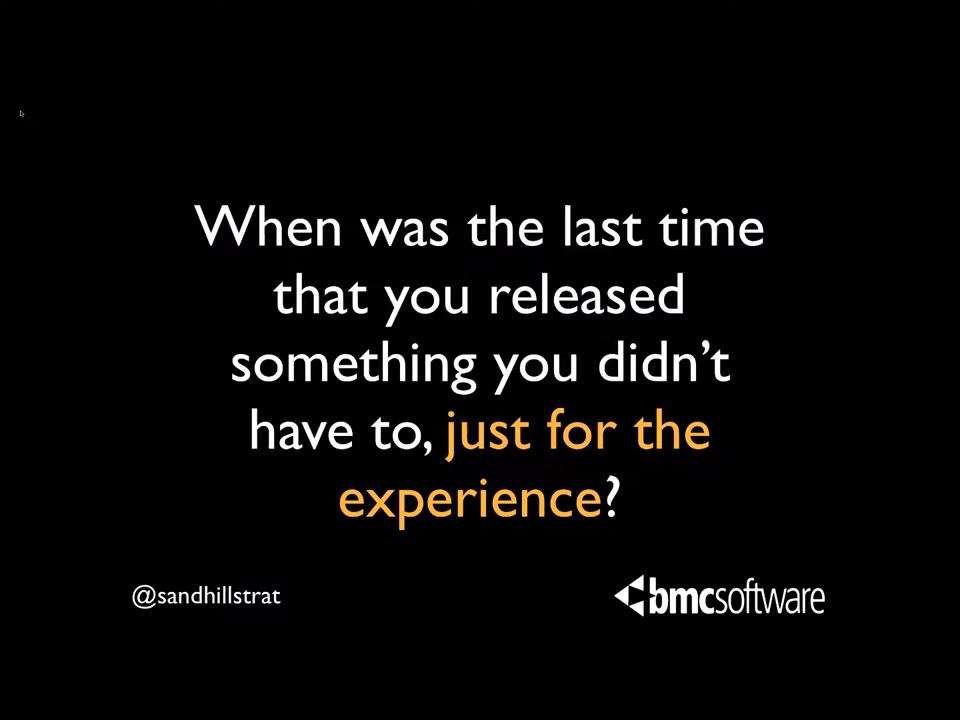 When was the last time
that you released
something you didn’t
have to, just for the
experience?
@sandhillstrat
bmcsoftware